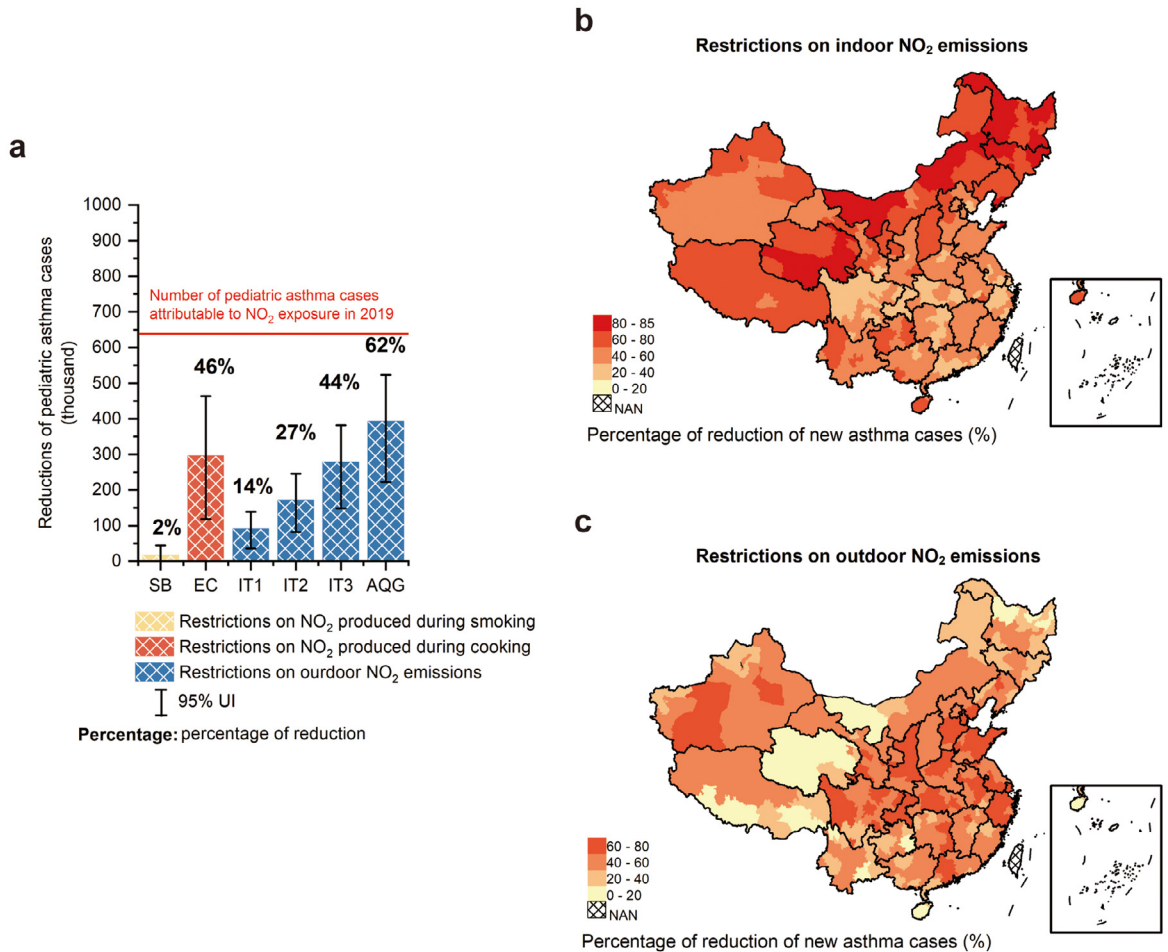 a
1000
900
800
700
600
500
400
300
200
100
0
Reductions of pediatric asthma cases
(thousand)
Number of pediatric asthma cases
attributable to NO₂ exposure in 2019
2%
46%
14%
27%
44%
62%
SB
EC
IT1
IT2
IT3
AQG
Restrictions on NO₂ produced during smoking
Restrictions on NO₂ produced during cooking
Restrictions on outdoor NO₂ emissions
95% UI
Percentage: percentage of reduction
b
Restrictions on indoor NO₂ emissions
80 - 85
60 - 80
40 - 60
20 - 40
0 - 20
NAN
Percentage of reduction of new asthma cases (%)
c
Restrictions on outdoor NO₂ emissions
60 - 80
40 - 60
20 - 40
0 - 20
NAN
Percentage of reduction of new asthma cases (%)